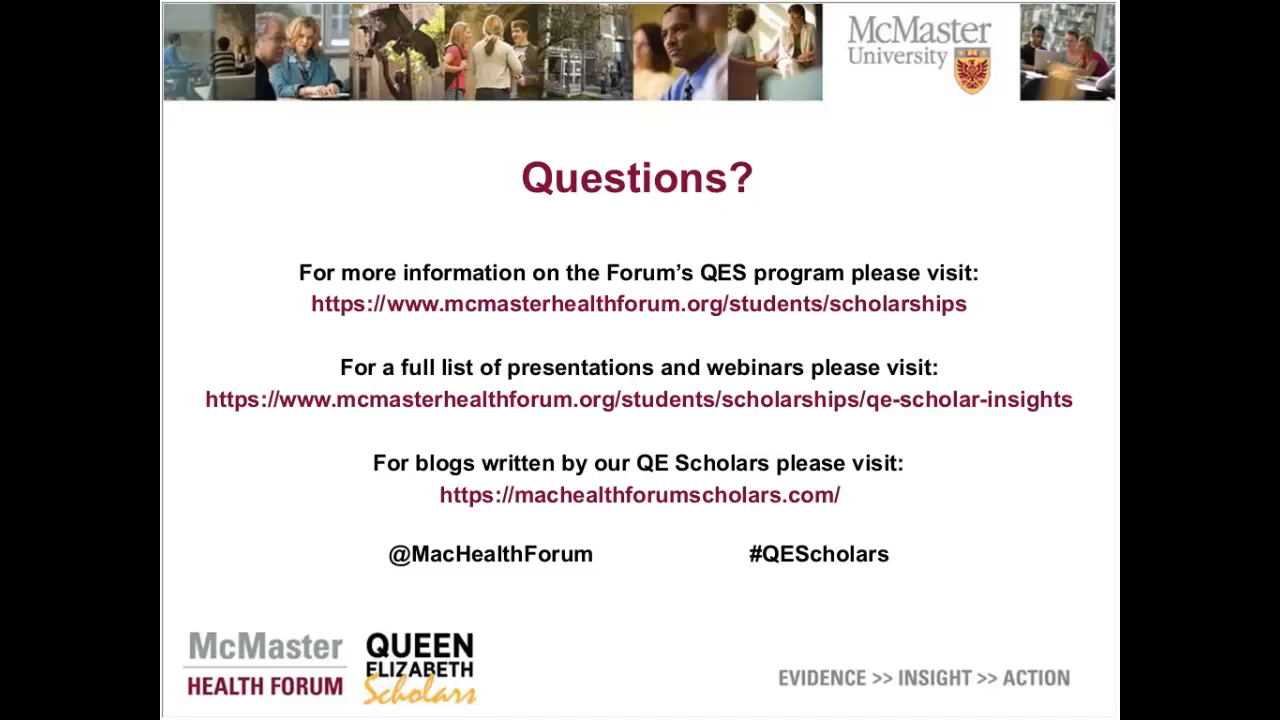 McMaster
University
Questions?
For more information on the Forum’s QES program please visit:
https://www.mcmasterhealthforum.org/students/scholarships
For a full list of presentations and webinars please visit:
https://www.mcmasterhealthforum.org/students/scholarships/qe-scholar-insights
For blogs written by our QE Scholars please visit:
https://machealthforumscholars.com/
@MacHealthForum #QEScholars
McMaster
HEALTH FORUM
QUEEN
ELIZABETH
Scholars
EVIDENCE >> INSIGHT >> ACTION